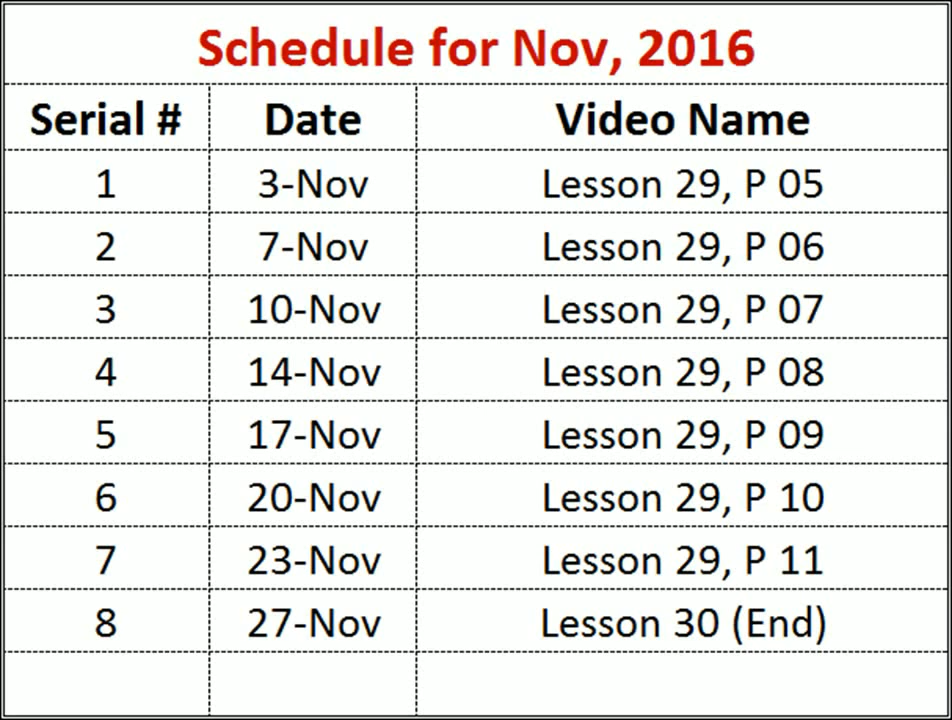 Schedule for Nov, 2016
Serial # Date Video Name
1 3-Nov Lesson 29, P 05
2 7-Nov Lesson 29, P 06
3 10-Nov Lesson 29, P 07
4 14-Nov Lesson 29, P 08
5 17-Nov Lesson 29, P 09
6 20-Nov Lesson 29, P 10
7 23-Nov Lesson 29, P 11
8 27-Nov Lesson 30 (End)